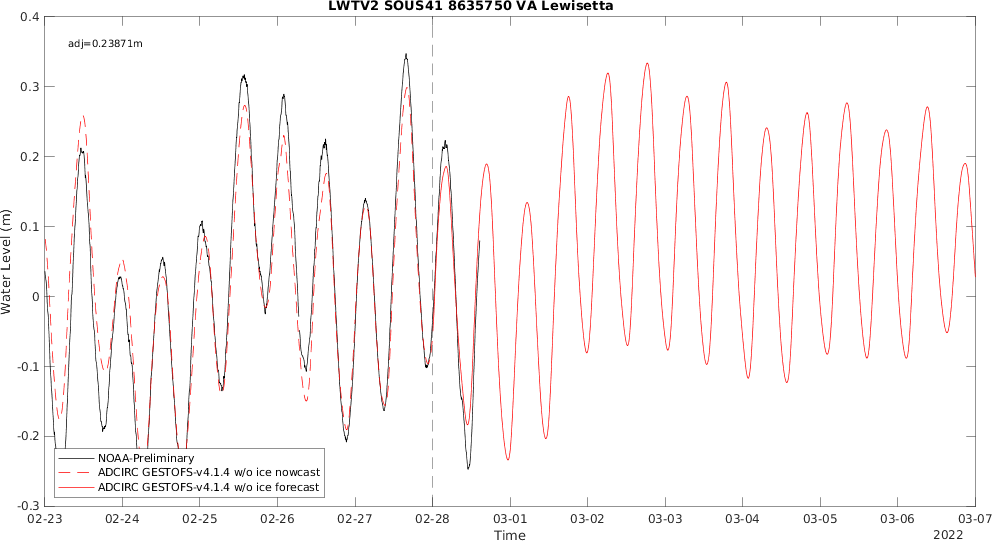 LWTV2 SOUS41 8635750 VA Lewisetta
adj=0.23871m
Water Level (m)
0.4
0.3
0.2
0.1
0
-0.1
-0.2
-0.3
NOAA-Preliminary
ADCIRC GESTOFS-v4.1.4 w/o ice nowcast
ADCIRC GESTOFS-v4.1.4 w/o ice forecast
02-23 02-24 02-25 02-26 02-27 02-28 03-01 03-02 03-03 03-04 03-05 03-06 03-07
Time
2022